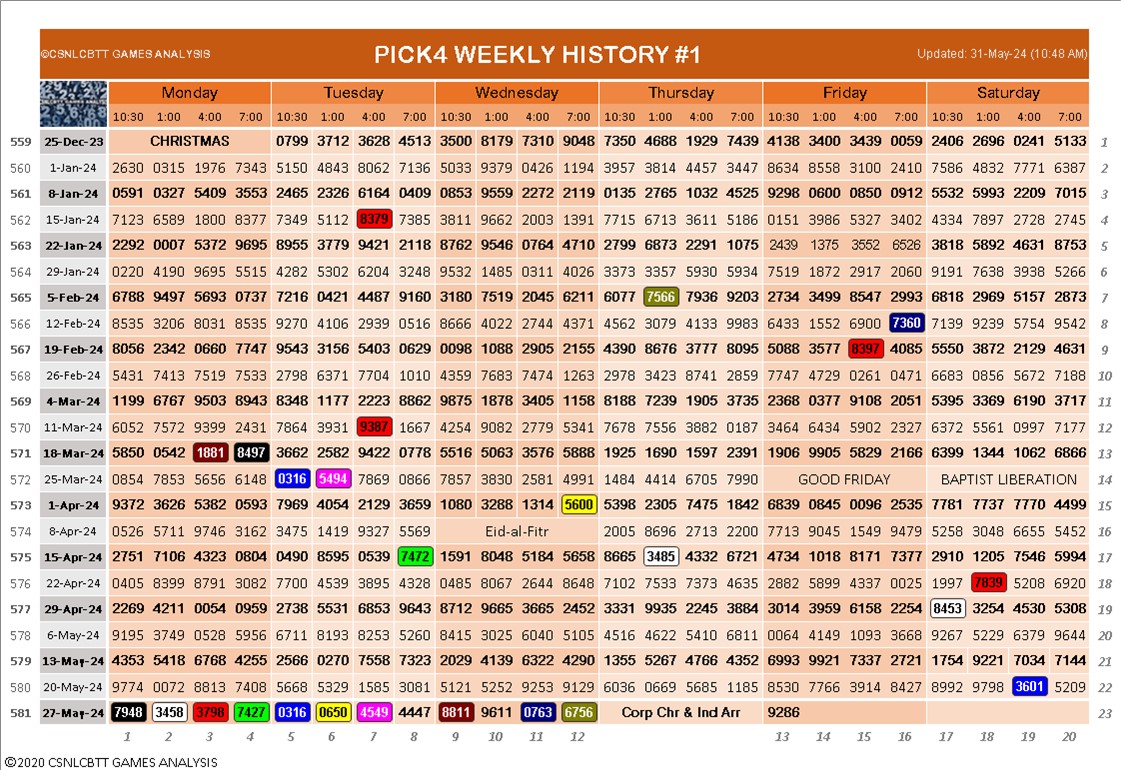 ©CSNLCBTT GAMES ANALYSIS PICK4 WEEKLY HISTORY #1 Updated: 31-May-24 (10:48 AM)
Monday Tuesday Wednesday Thursday Friday Saturday
10:30 1:00 4:00 7:00 10:30 1:00 4:00 7:00 10:30 1:00 4:00 7:00 10:30 1:00 4:00 7:00 10:30 1:00 4:00 7:00 10:30 1:00 4:00 7:00
559 25-Dec-23 CHRISTMAS 0799 3712 3628 4513 3500 8179 7310 9048 7350 4688 1929 7439 4138 3400 3439 0059 2406 2696 0241 5133 1
560 1-Jan-24 2630 0315 1976 7343 5150 4843 8062 7136 5033 9379 0426 1194 3957 3814 4457 3447 8634 8558 3100 2410 7586 4832 7771 6387 2
561 8-Jan-24 0591 0327 5409 3553 2465 2326 6164 0409 0853 9559 2272 2119 0135 2765 1032 4525 9298 0600 0850 0912 5532 5993 2209 7015 3
562 15-Jan-24 7123 6589 1800 8377 7349 5112 8379 7385 3811 9662 2003 1391 7715 6713 3611 5186 0151 3986 5327 3402 4334 7897 2728 2745 4
563 22-Jan-24 2292 0007 5372 9695 8955 3779 9421 2118 8762 9546 0764 4710 2799 6873 2291 1075 2439 1375 3552 6526 3818 5892 4631 8753 5
564 29-Jan-24 0220 4190 9695 5515 4282 5302 6204 3248 9532 1485 0311 4026 3373 3357 5930 5934 7519 1872 2917 2060 9191 7638 3938 5266 6
565 5-Feb-24 6788 9497 5693 0737 7216 0421 4487 9160 3180 7519 2045 6211 6077 7566 7936 9203 2734 3499 8547 2993 6818 2969 5157 2873 7
566 12-Feb-24 8535 3206 8031 8535 9270 4106 2939 0516 8666 4022 2744 4371 4562 3079 4133 9983 6433 1552 6900 7360 7139 9239 5754 9542 8
567 19-Feb-24 8056 2342 0660 7747 9543 3156 5403 0629 0098 1088 2905 2155 4390 8676 3777 8095 5088 3577 8397 4085 5550 3872 2129 4631 9
568 26-Feb-24 5431 7413 7519 7533 2798 6371 7704 1010 4359 7683 7474 1263 2978 3423 8741 2859 7747 4729 0261 0471 6683 0856 5672 7188 10
569 4-Mar-24 1199 6767 9503 8943 8348 1177 2223 8862 9875 1878 3405 1158 8188 7239 1905 3735 2368 0377 9108 2051 5395 3369 6190 3717 11
570 11-Mar-24 6052 7572 9399 2431 7864 3931 9387 1667 4254 9082 2779 5341 7678 7556 3882 0187 3464 6434 5902 2327 6372 5561 0997 7177 12
571 18-Mar-24 5850 0542 1881 8497 3662 2582 9422 0778 5516 5063 3576 5888 1925 1690 1597 2391 1906 9905 5829 2166 6399 1344 1062 6866 13
572 25-Mar-24 0854 7853 5656 6148 0316 5494 7869 0866 7857 3830 2581 4991 1484 4414 6705 7990 GOOD FRIDAY BAPTIST LIBERATION 14
573 1-Apr-24 9372 3626 5382 0593 7969 4054 2129 3659 1080 3288 1314 5600 5398 2305 7475 1842 6839 0845 0096 2535 7781 7737 7770 4499 15
574 8-Apr-24 0526 5711 9746 3162 3475 1419 9327 5569 Eid-al-Fitr 2005 8696 2713 2200 7713 9045 1549 9479 5258 3048 6655 5452 16
575 15-Apr-24 2751 7106 4323 0804 0490 8595 0539 7472 1591 8048 5184 5658 8665 3485 4332 6721 4734 1018 8171 7377 2910 1205 7546 5994 17
576 22-Apr-24 0405 8399 8791 3082 7700 4539 3895 4328 0485 8067 2644 8648 7102 7533 7373 4635 2882 5899 4337 0025 1997 7839 5208 6920 18
577 29-Apr-24 2269 4211 0054 0959 2738 5531 6853 9643 8712 9665 3665 2452 3331 9935 2245 3884 3014 3959 6158 2254 8453 3254 4530 5308 19
578 6-May-24 9195 3749 0528 5956 6711 8193 8253 5260 8415 3025 6040 5105 4516 4622 5410 6811 0064 4149 1093 3668 9267 5229 6379 9644 20
579 13-May-24 4353 5418 6768 4255 2566 0270 7558 7323 2029 4139 6322 4290 1355 5267 4766 4352 6993 9921 7337 2721 1754 9221 7034 7144 21
580 20-May-24 9774 0072 8813 7408 5668 5329 1585 3081 5121 5252 9253 9129 6036 0669 5685 1185 8530 7766 3914 8427 8992 9798 3601 5209 22
581 27-May-24 7948 3458 3798 7427 0316 0650 4549 4447 8811 9611 0763 6756 Corp Chr & Ind Arr 9286 23
1 2 3 4 5 6 7 8 9 10 11 12 13 14 15 16 17 18 19 20
©2020 CSNLCBTT GAMES ANALYSIS